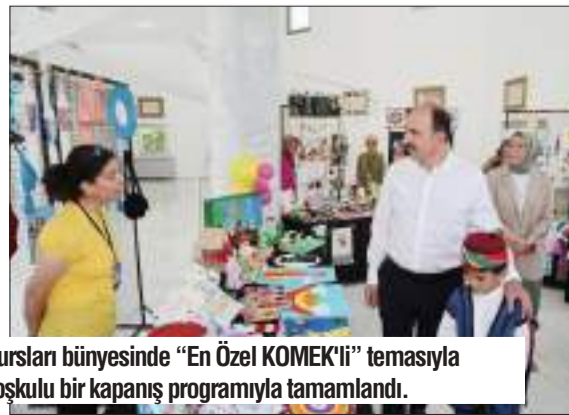 ursları bünyesinde “En Özel KOMEK'li” temasıyla
oşkulu bir kapanış programıyla tamamlandı.